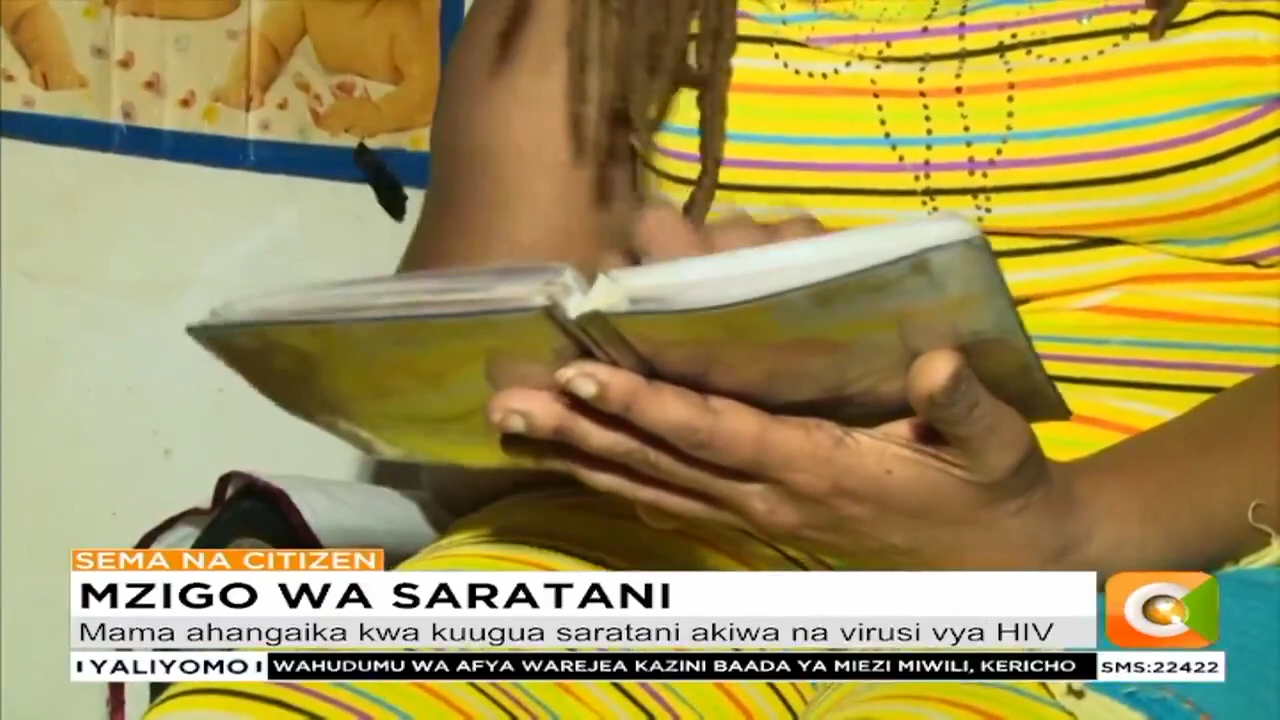 SEMA NA CITIZEN
MZIGO WA SARATANI
Mama ahangaika kwa kuugua saratani akiwa na virusi vya HIV
YALIYOMO WAHUDUMU WA AFYA WAREJEA KAZINI BAADA YA MIEZI MIWILI, KERICHO SMS:22422